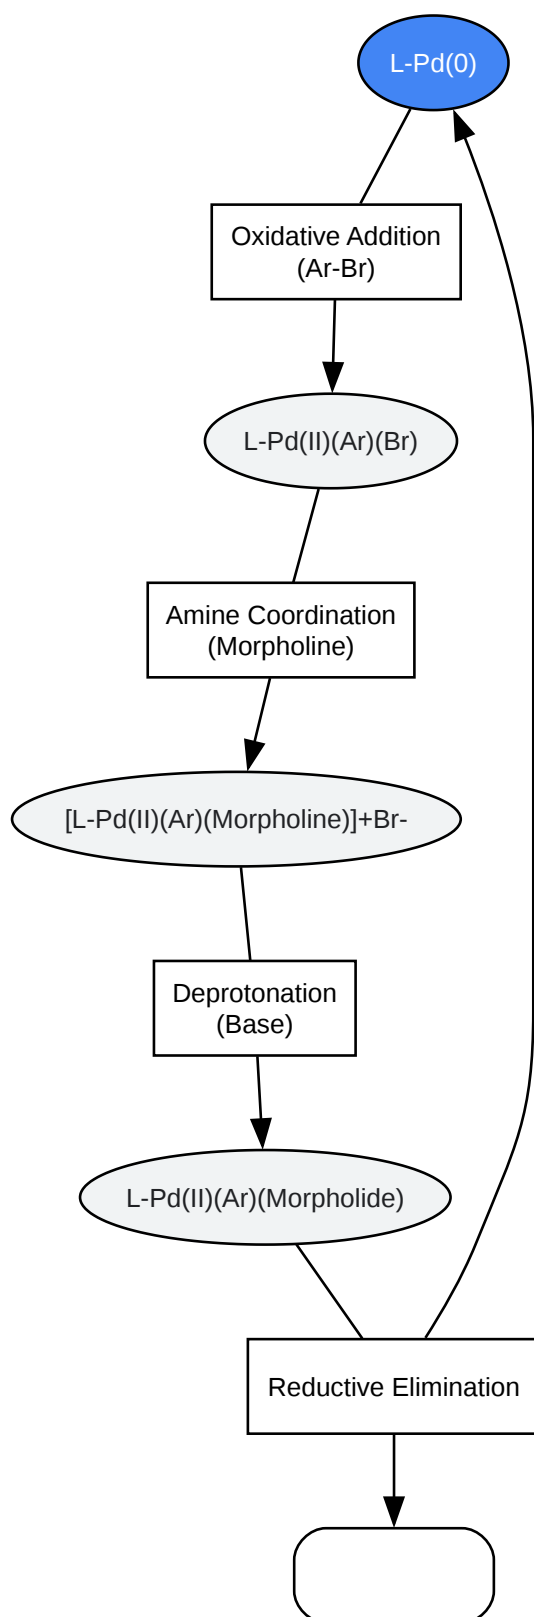 L-Pd(0)
Oxidative Addition
(Ar-Br)
L-Pd(II)(Ar)(Br)
Amine Coordination
(Morpholine)
[L-Pd(II)(Ar)(Morpholine)]+Br-
Deprotonation
(Base)
L-Pd(II)(Ar)(Morpholide)
Reductive Elimination